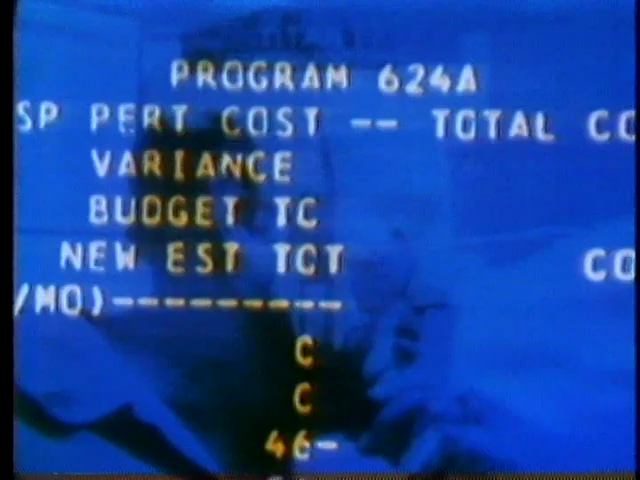 PROGRAM 624A
SP PERT COST -- TOTAL CO
VARIANCE
BUDGET TC
NEW EST TCT CO
/MO)----------
C
C
46-